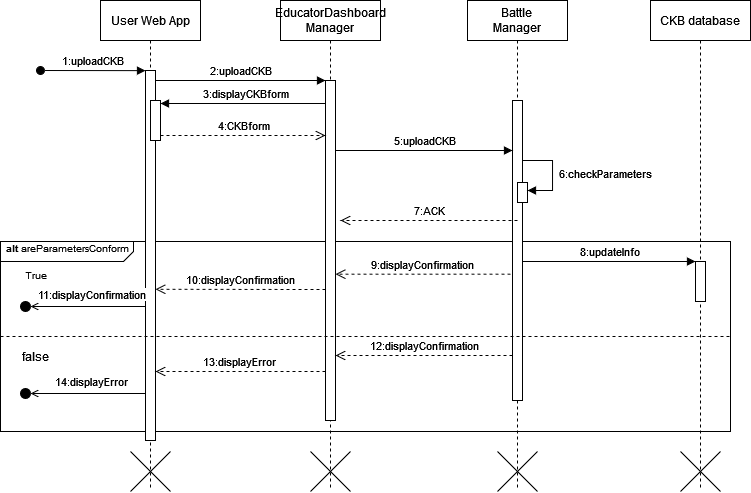 User Web App
EducatorDashboard
Manager
Battle
Manager
CKB database
1:uploadCKB
2:uploadCKB
3:displayCKBform
4:CKBform
5:uploadCKB
6:checkParameters
7:ACK
alt areParametersConform
8:updateInfo
9:displayConfirmation
True
10:displayConfirmation
11:displayConfirmation
12:displayConfirmation
false
13:displayError
14:displayError